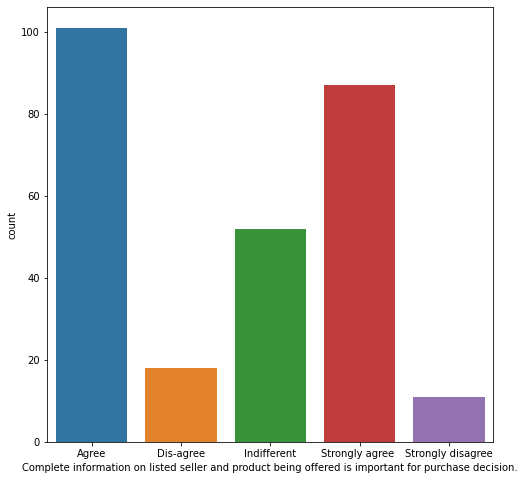 100
80
60
40
20
0
count
Agree Dis-agree Indifferent Strongly agree Strongly disagree
Complete information on listed seller and product being offered is important for purchase decision.